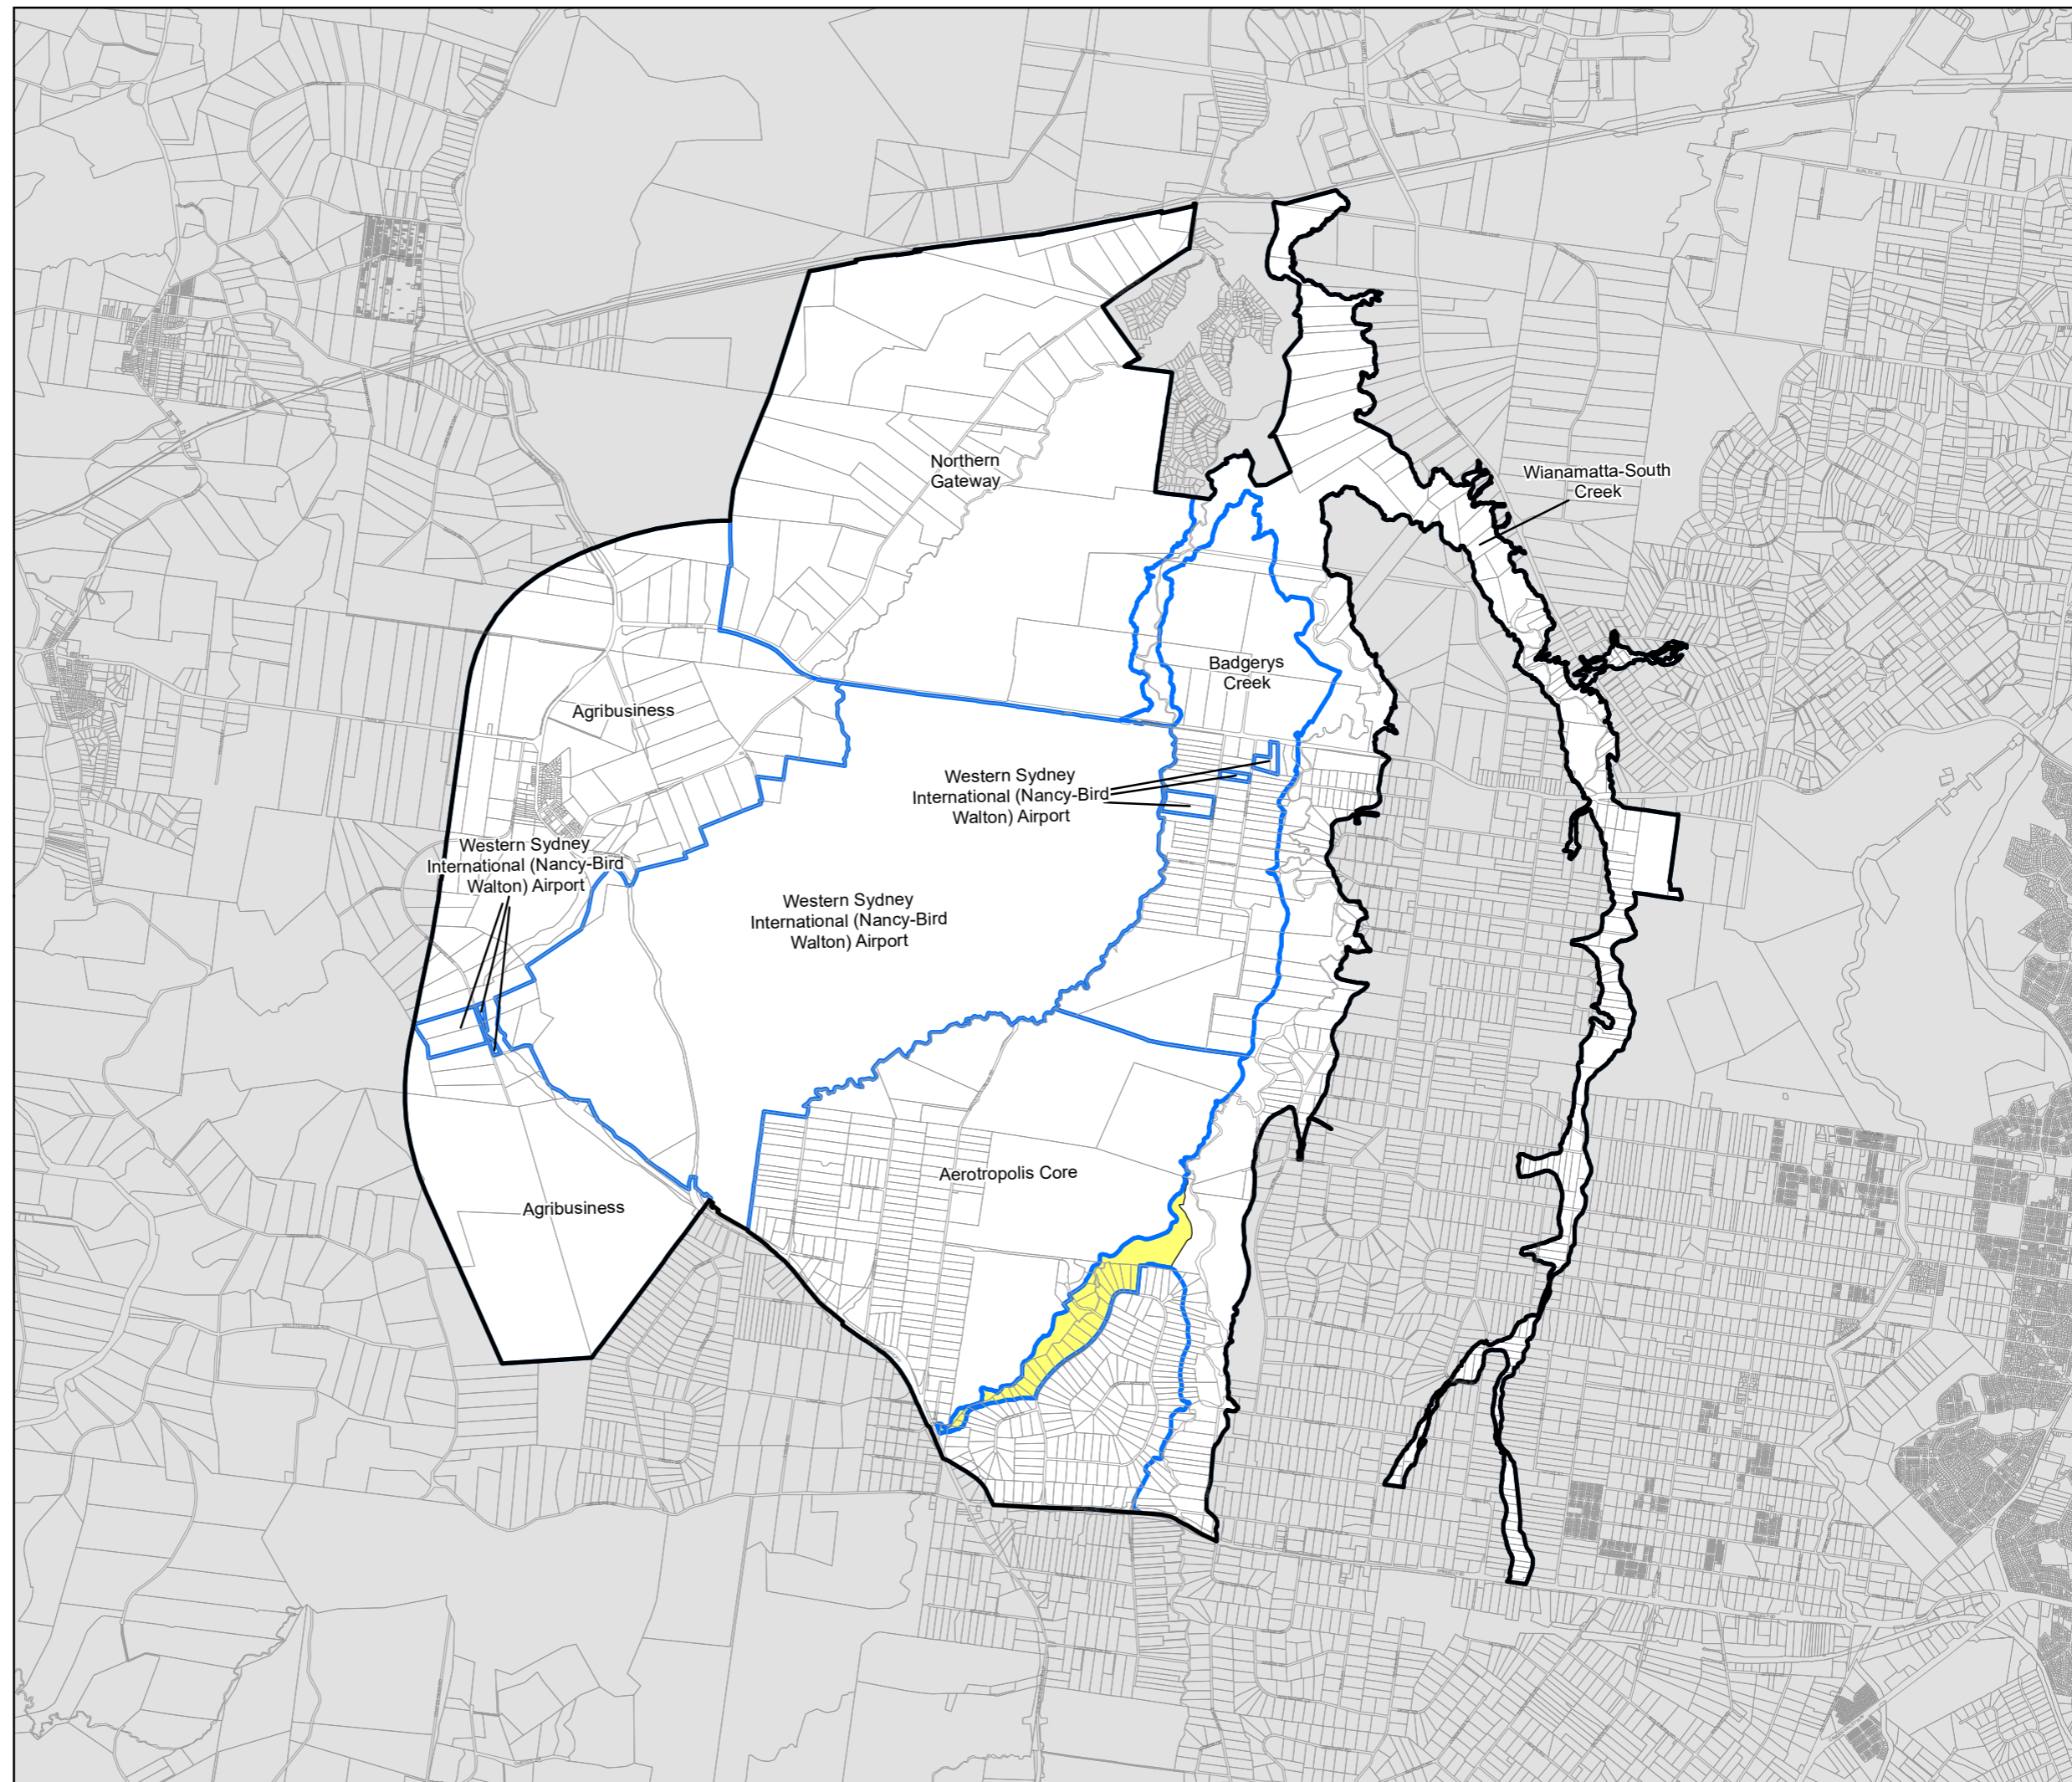 Northern
Gateway
Wianamatta-South
Creek
Badgerys
Creek
Agribusiness
Western Sydney
International (Nancy-Bird
Walton) Airport
Western Sydney
International (Nancy-Bird
Walton) Airport
Western Sydney
International (Nancy-Bird
Walton) Airport
Aerotropolis Core
Agribusiness